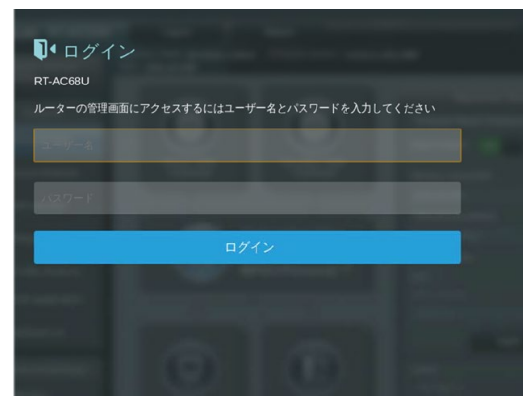 ログイン
RT-AC68U
ルーターの管理画面にアクセスするにはユーザー名とパスワードを入力してください
ユーザー名
パスワード
ログイン